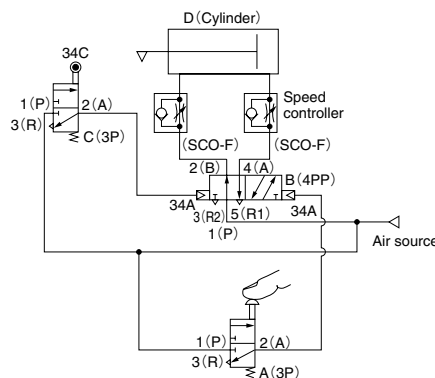 D(Cylinder)
34C
1(P)
2(A)
3(R)
C(3P)
Speed
controller
(SCO-F)
(SCO-F)
2(B)
4(A)
B(4PP)
34A
3(R2)
5(R1)
34A
1(P)
Air source
1(P)
2(A)
3(R)
A(3P)